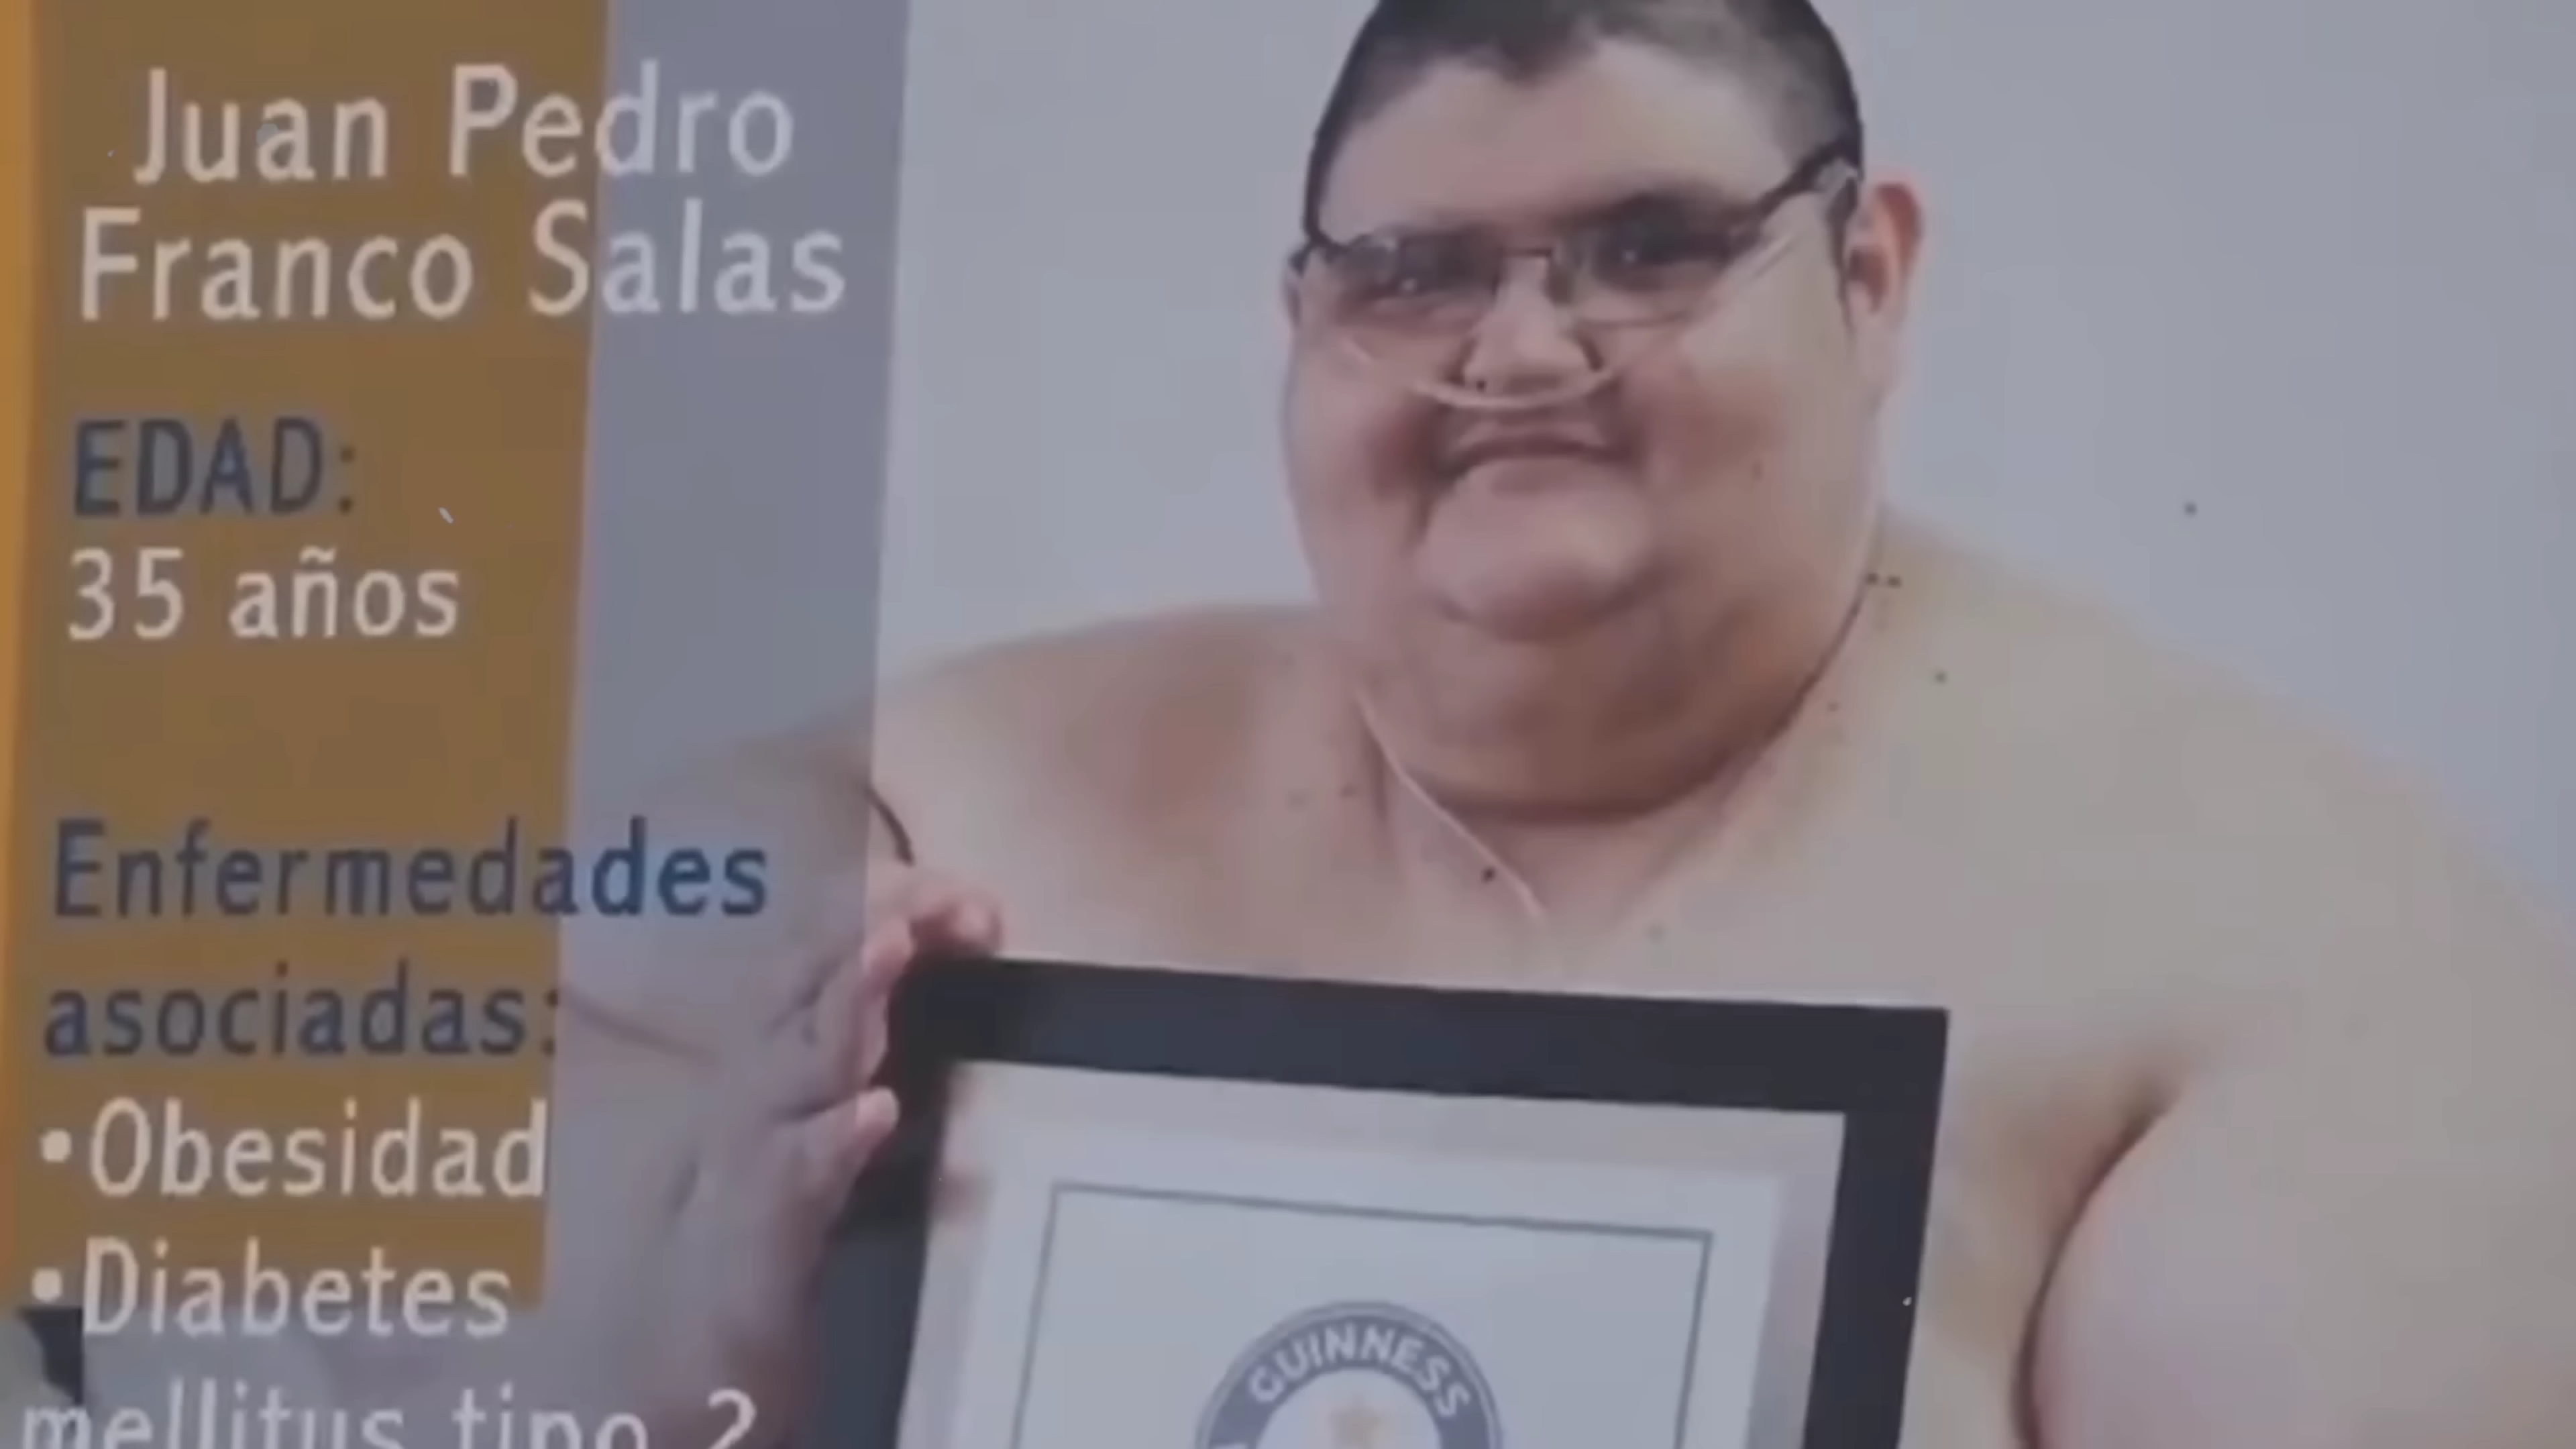 Juan Pedro
Franco Salas
EDAD:
35 años
Enfermedades
asociadas:
•Obesidad
•Diabetes
mellitus tipo 2
GUINNESS